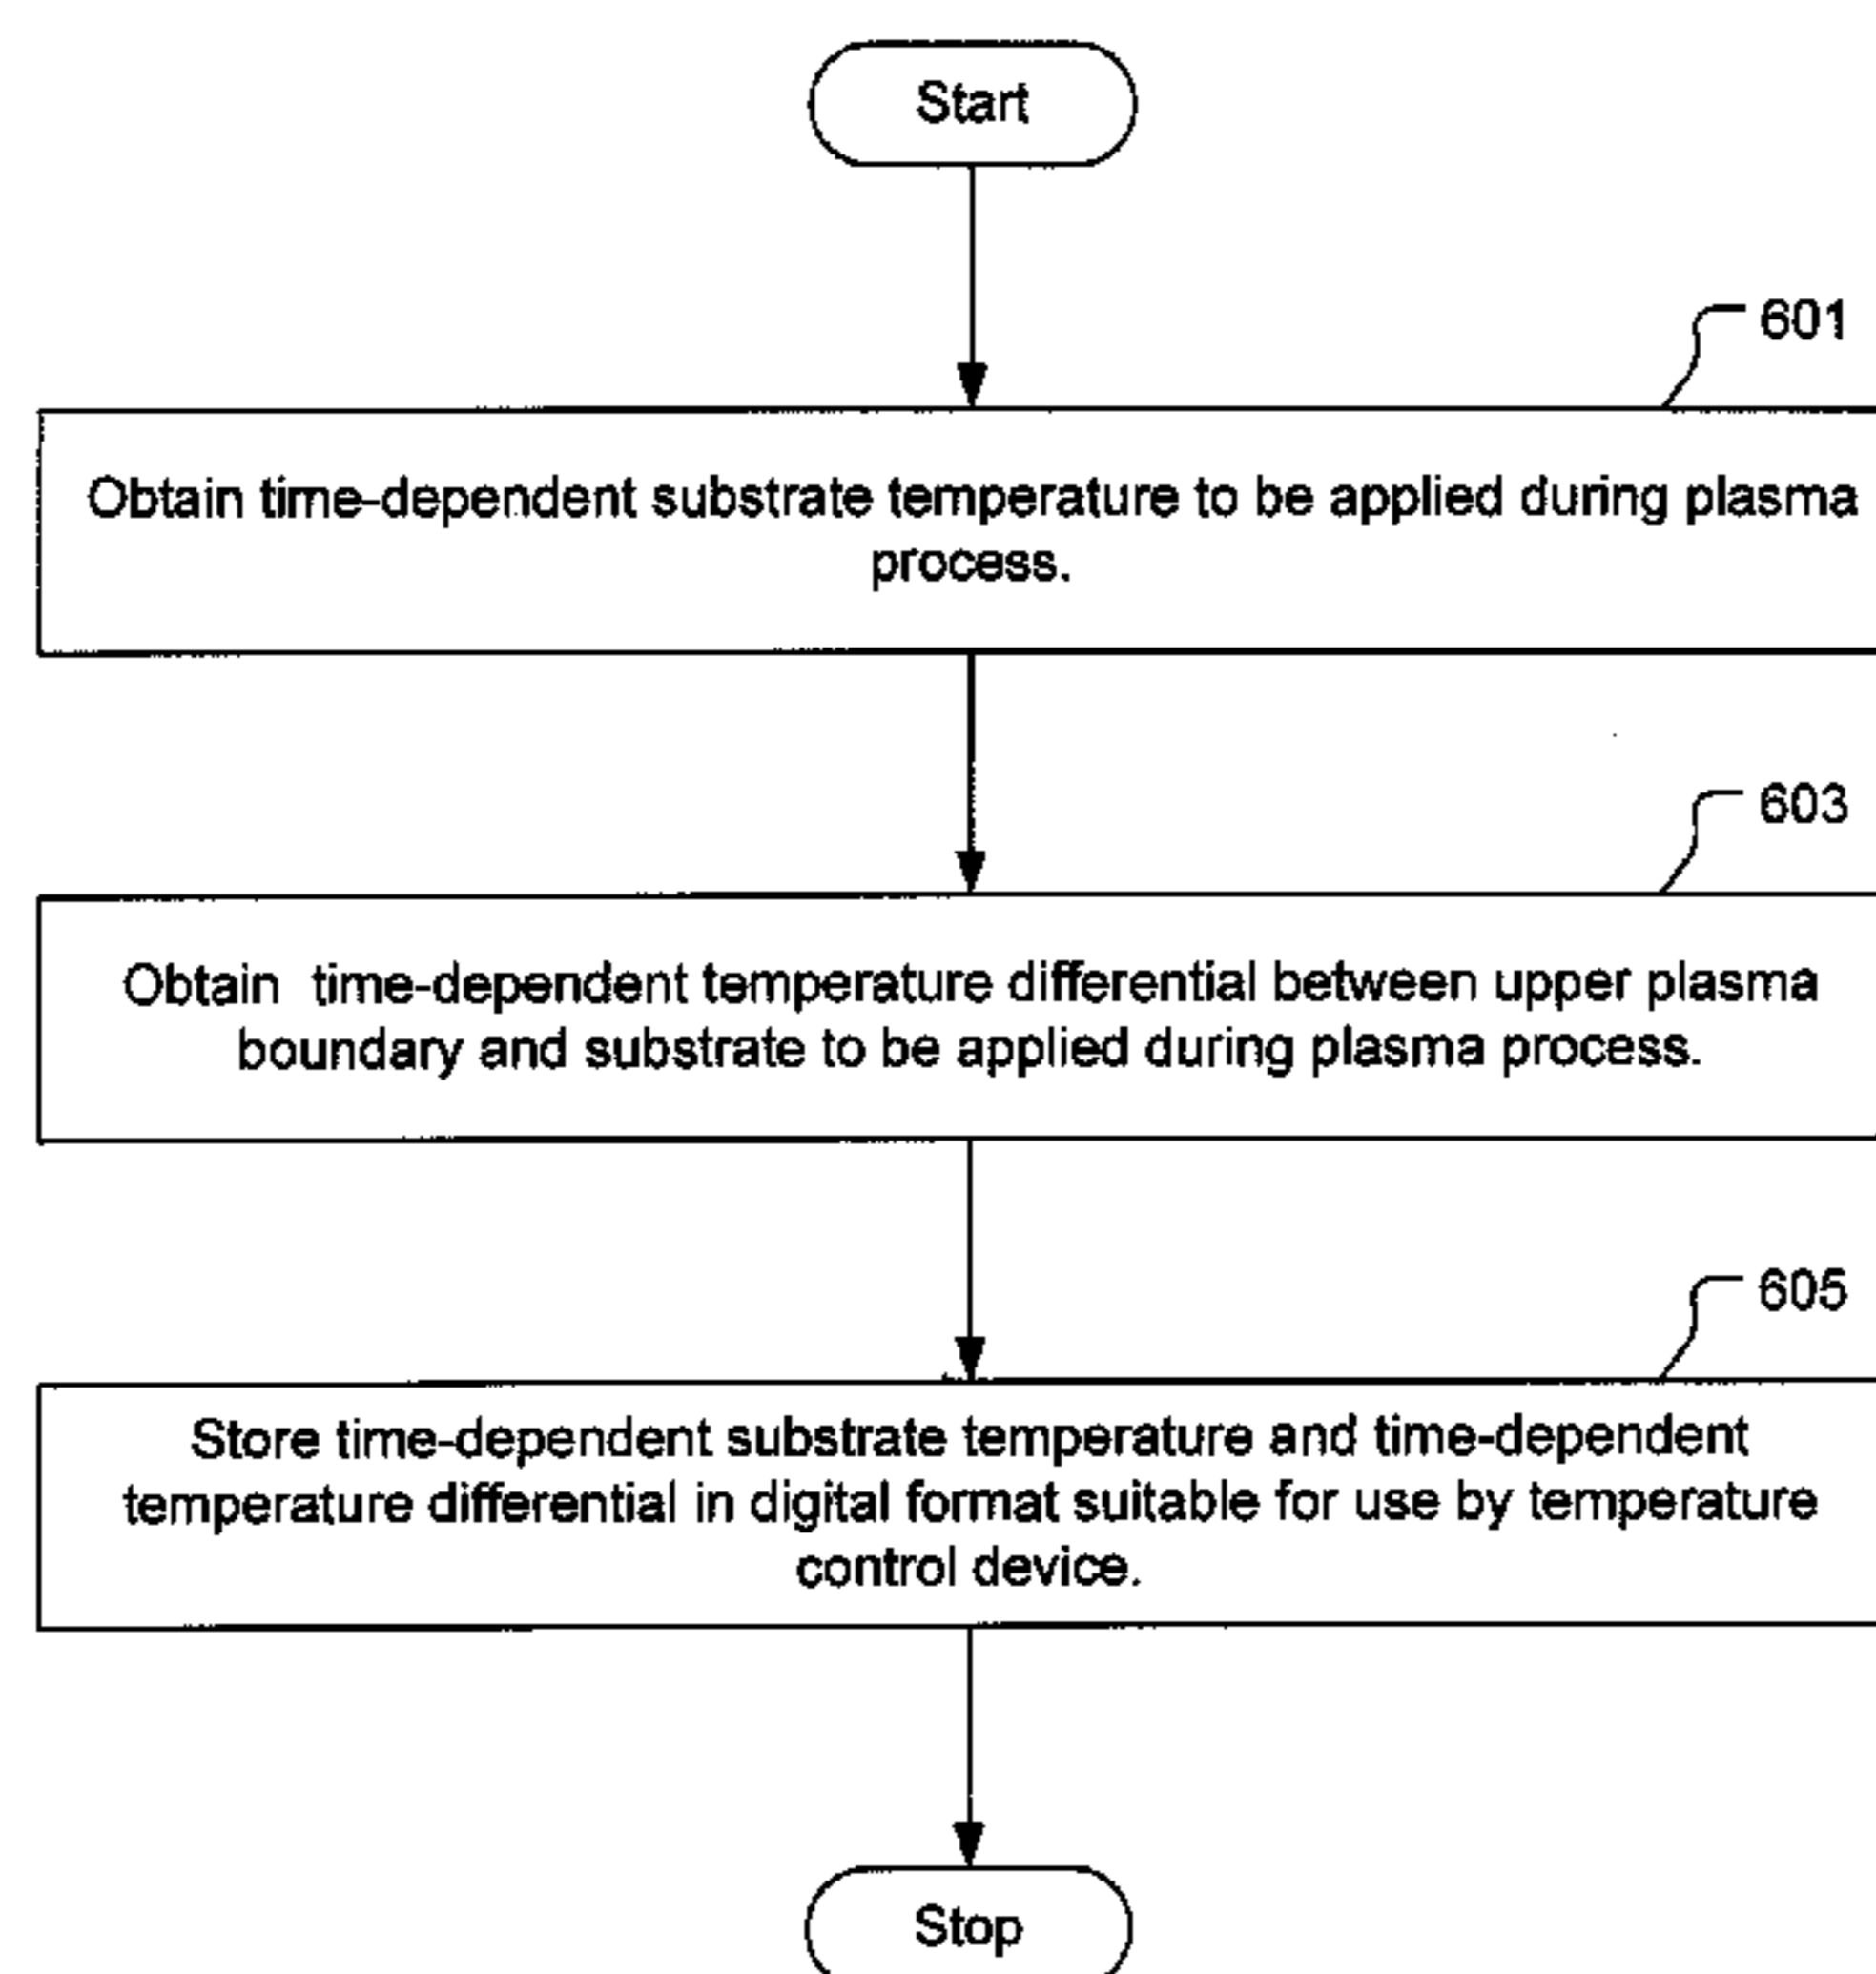 Start
601
Obtain time-dependent substrate temperature to be applied during plasma
process.
603
Obtain time-dependent temperature differential between upper plasma
boundary and substrate to be applied during plasma process.
605
Store time-dependent substrate temperature and time-dependent
temperature differential in digital format suitable for use by temperature
control device.
Stop